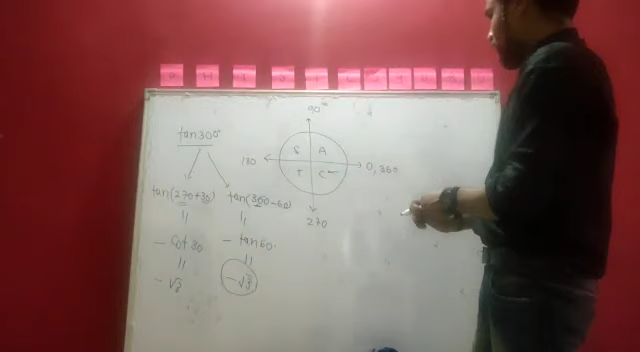 90°
tan300°
S A
180 0, 360
T C
tan(270+30) tan(360-60)
270
- Cot 30 - tan60.
- √3 - √3